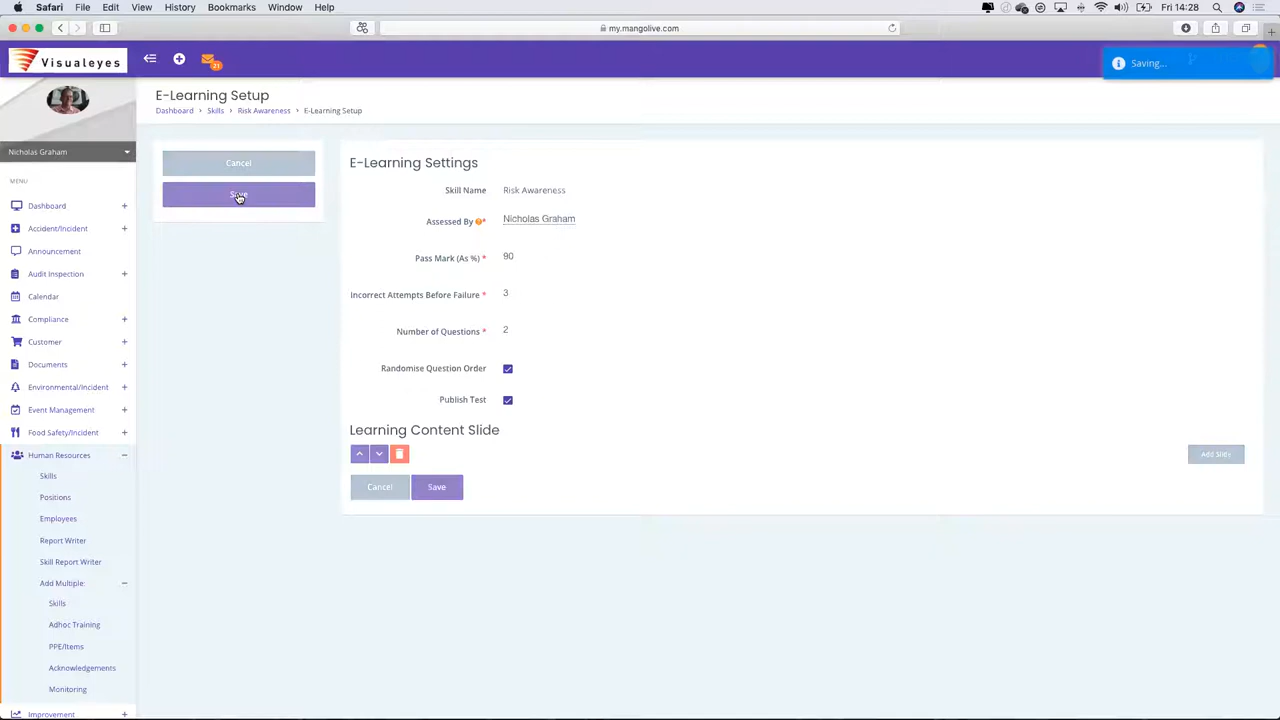 Safari File Edit View History Bookmarks Window Help Fri 14:28
my.mangolive.com
Visualeyes
21
Saving...
E-Learning Setup
Dashboard > Skills > Risk Awareness > E-Learning Setup
Nicholas Graham
MENU
Dashboard
Accident/Incident
Announcement
Audit Inspection
Calendar
Compliance
Customer
Documents
Environmental/Incident
Event Management
Food Safety/Incident
Human Resources
Skills
Positions
Employees
Report Writer
Skill Report Writer
Add Multiple:
Skills
Adhoc Training
PPE/Items
Acknowledgements
Monitoring
Improvement
Cancel
Save
E-Learning Settings
Skill Name Risk Awareness
Assessed By * Nicholas Graham
Pass Mark (As %) * 90
Incorrect Attempts Before Failure * 3
Number of Questions * 2
Randomise Question Order
Publish Test
Learning Content Slide
Add Slide
Cancel Save